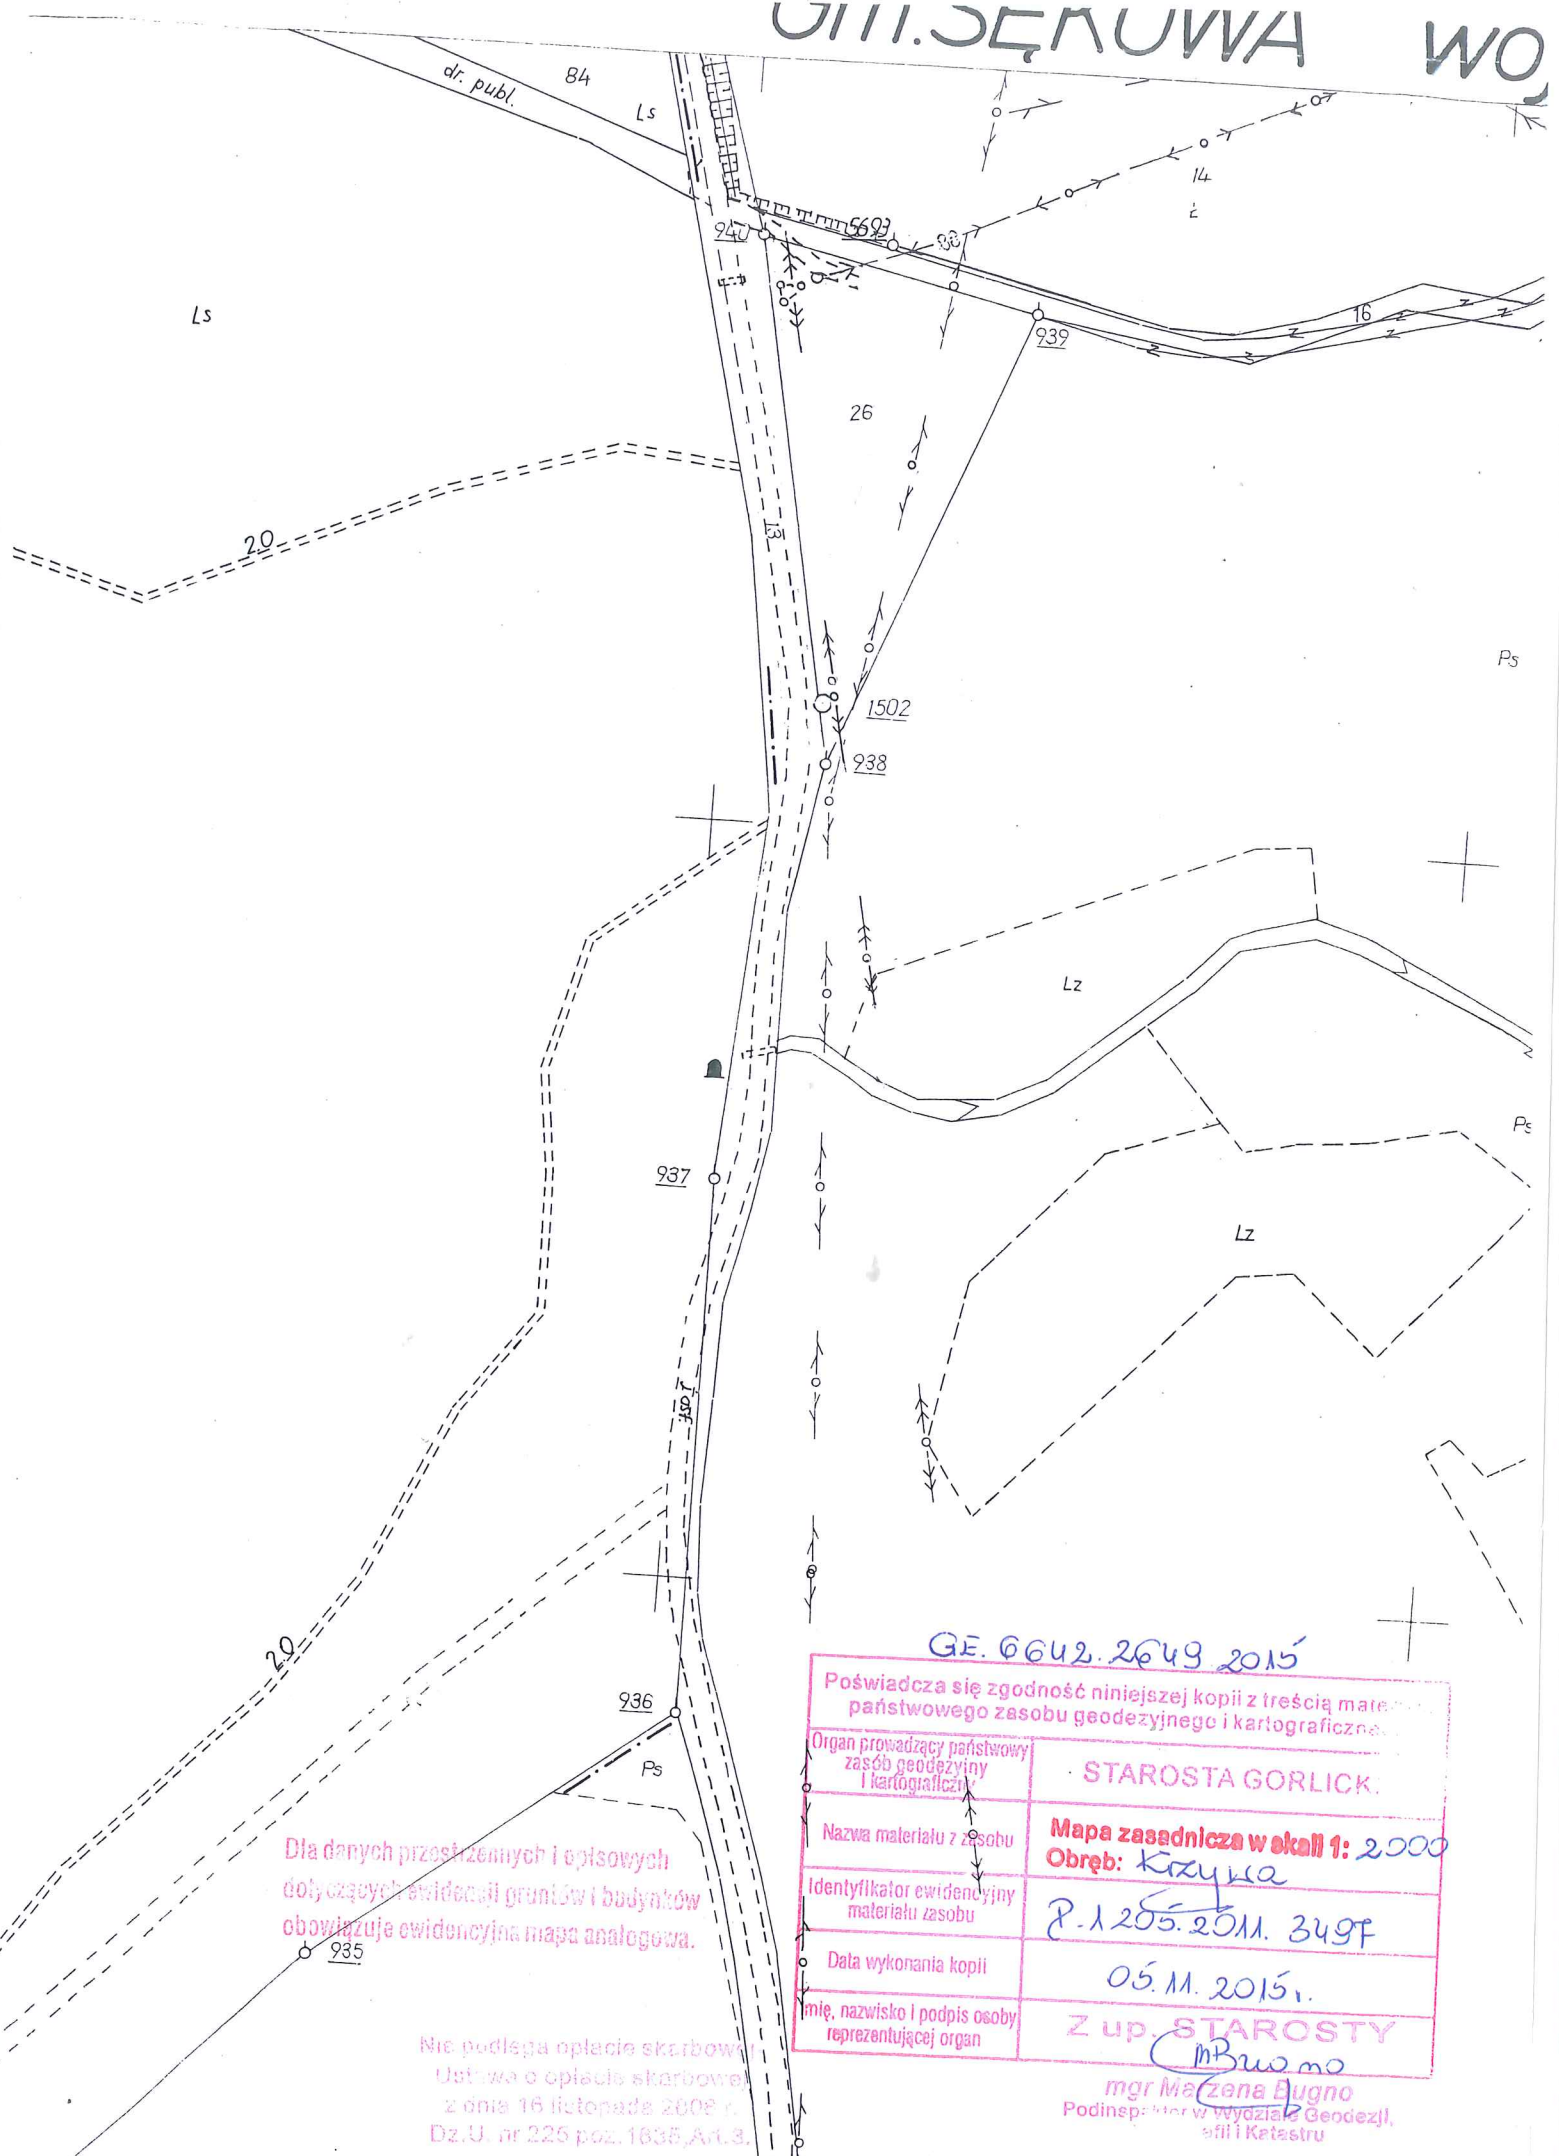 Gm. SĘKOWA WO
dr. publ.
84
Ls
14
Ł
940
5693
88
Ls
16
939
26
20
13
Ps
1502
938
Lz
Ps
937
Lz
asf.
20
936
Ps
935
GE. 6642. 2649 2015
Poświadcza się zgodność niniejszej kopii z treścią mate
państwowego zasobu geodezyjnego i kartograficzne
Organ prowadzący państwowy
zasób geodezyjny
i kartograficzny
STAROSTA GORLICK
Nazwa materiału z zasobu
Mapa zasadnicza w skali 1: 2000
Obręb: Krzywa
Identyfikator ewidencyjny
materiału zasobu
P.1205.2011. 3497
Data wykonania kopii
05.11.2015r.
mię, nazwisko i podpis osoby
reprezentującej organ
Z up. STAROSTY
mgr Marzena Bugno
Podinspektor w Wydziale Geodezji,
afii i Katastru
Dla danych przestrzennych i opisowych
dotyczących ewidencji gruntów i budynków
obowiązuje ewidencyjna mapa analogowa.
Nie podlega opłacie skarbowej
Ustawa o opłacie skarbowej
z dnia 16 listopada 2006 r.
Dz.U. nr 225 poz. 1635, Art.3.